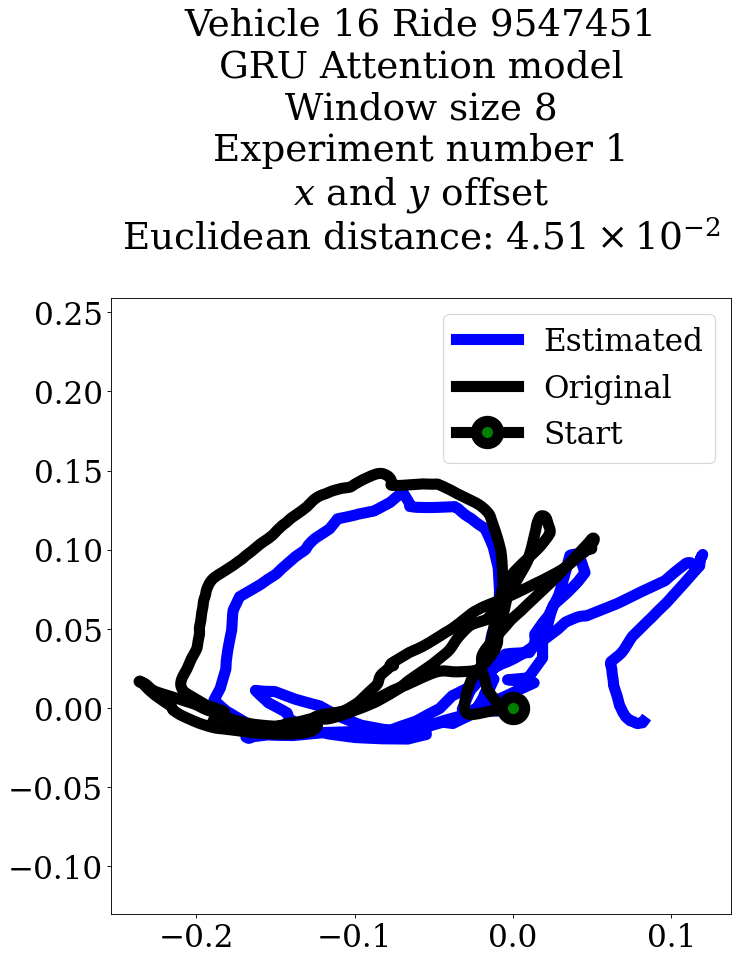 Vehicle 16 Ride 9547451
GRU Attention model
Window size 8
Experiment number 1
x and y offset
Euclidean distance: 4.51 × 10⁻²
0.25
0.20
0.15
0.10
0.05
0.00
−0.05
−0.10
Estimated
Original
Start
−0.2
−0.1
0.0
0.1